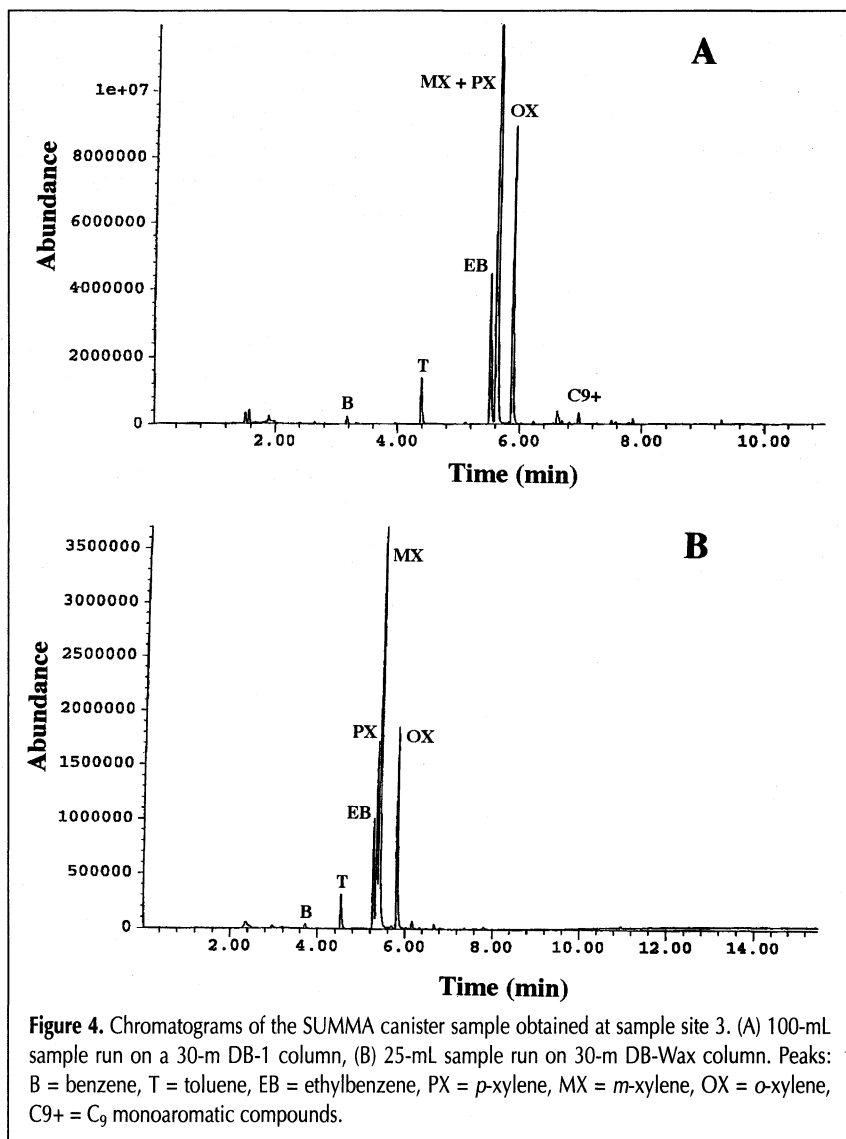 A
Abundance
1e+07
8000000
6000000
4000000
2000000
0
MX + PX
OX
EB
T
B
C9+
2.00 4.00 6.00 8.00 10.00
Time (min)
B
Abundance
3500000
3000000
2500000
2000000
1500000
1000000
500000
0
MX
PX
OX
EB
T
B
2.00 4.00 6.00 8.00 10.00 12.00 14.00
Time (min)
Figure 4. Chromatograms of the SUMMA canister sample obtained at sample site 3. (A) 100-mL
sample run on a 30-m DB-1 column, (B) 25-mL sample run on 30-m DB-Wax column. Peaks:
B = benzene, T = toluene, EB = ethylbenzene, PX = p-xylene, MX = m-xylene, OX = o-xylene,
C9+ = C₉ monoaromatic compounds.